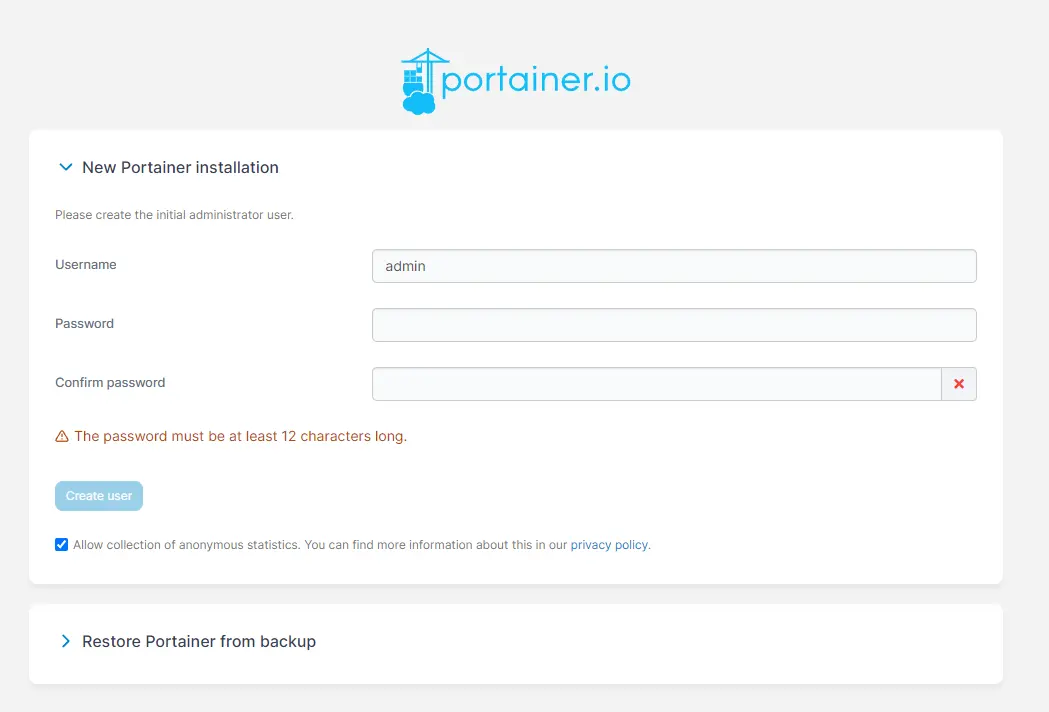 portainer.io
New Portainer installation
Please create the initial administrator user.
Username
admin
Password
Confirm password
The password must be at least 12 characters long.
Create user
Allow collection of anonymous statistics. You can find more information about this in our privacy policy.
Restore Portainer from backup